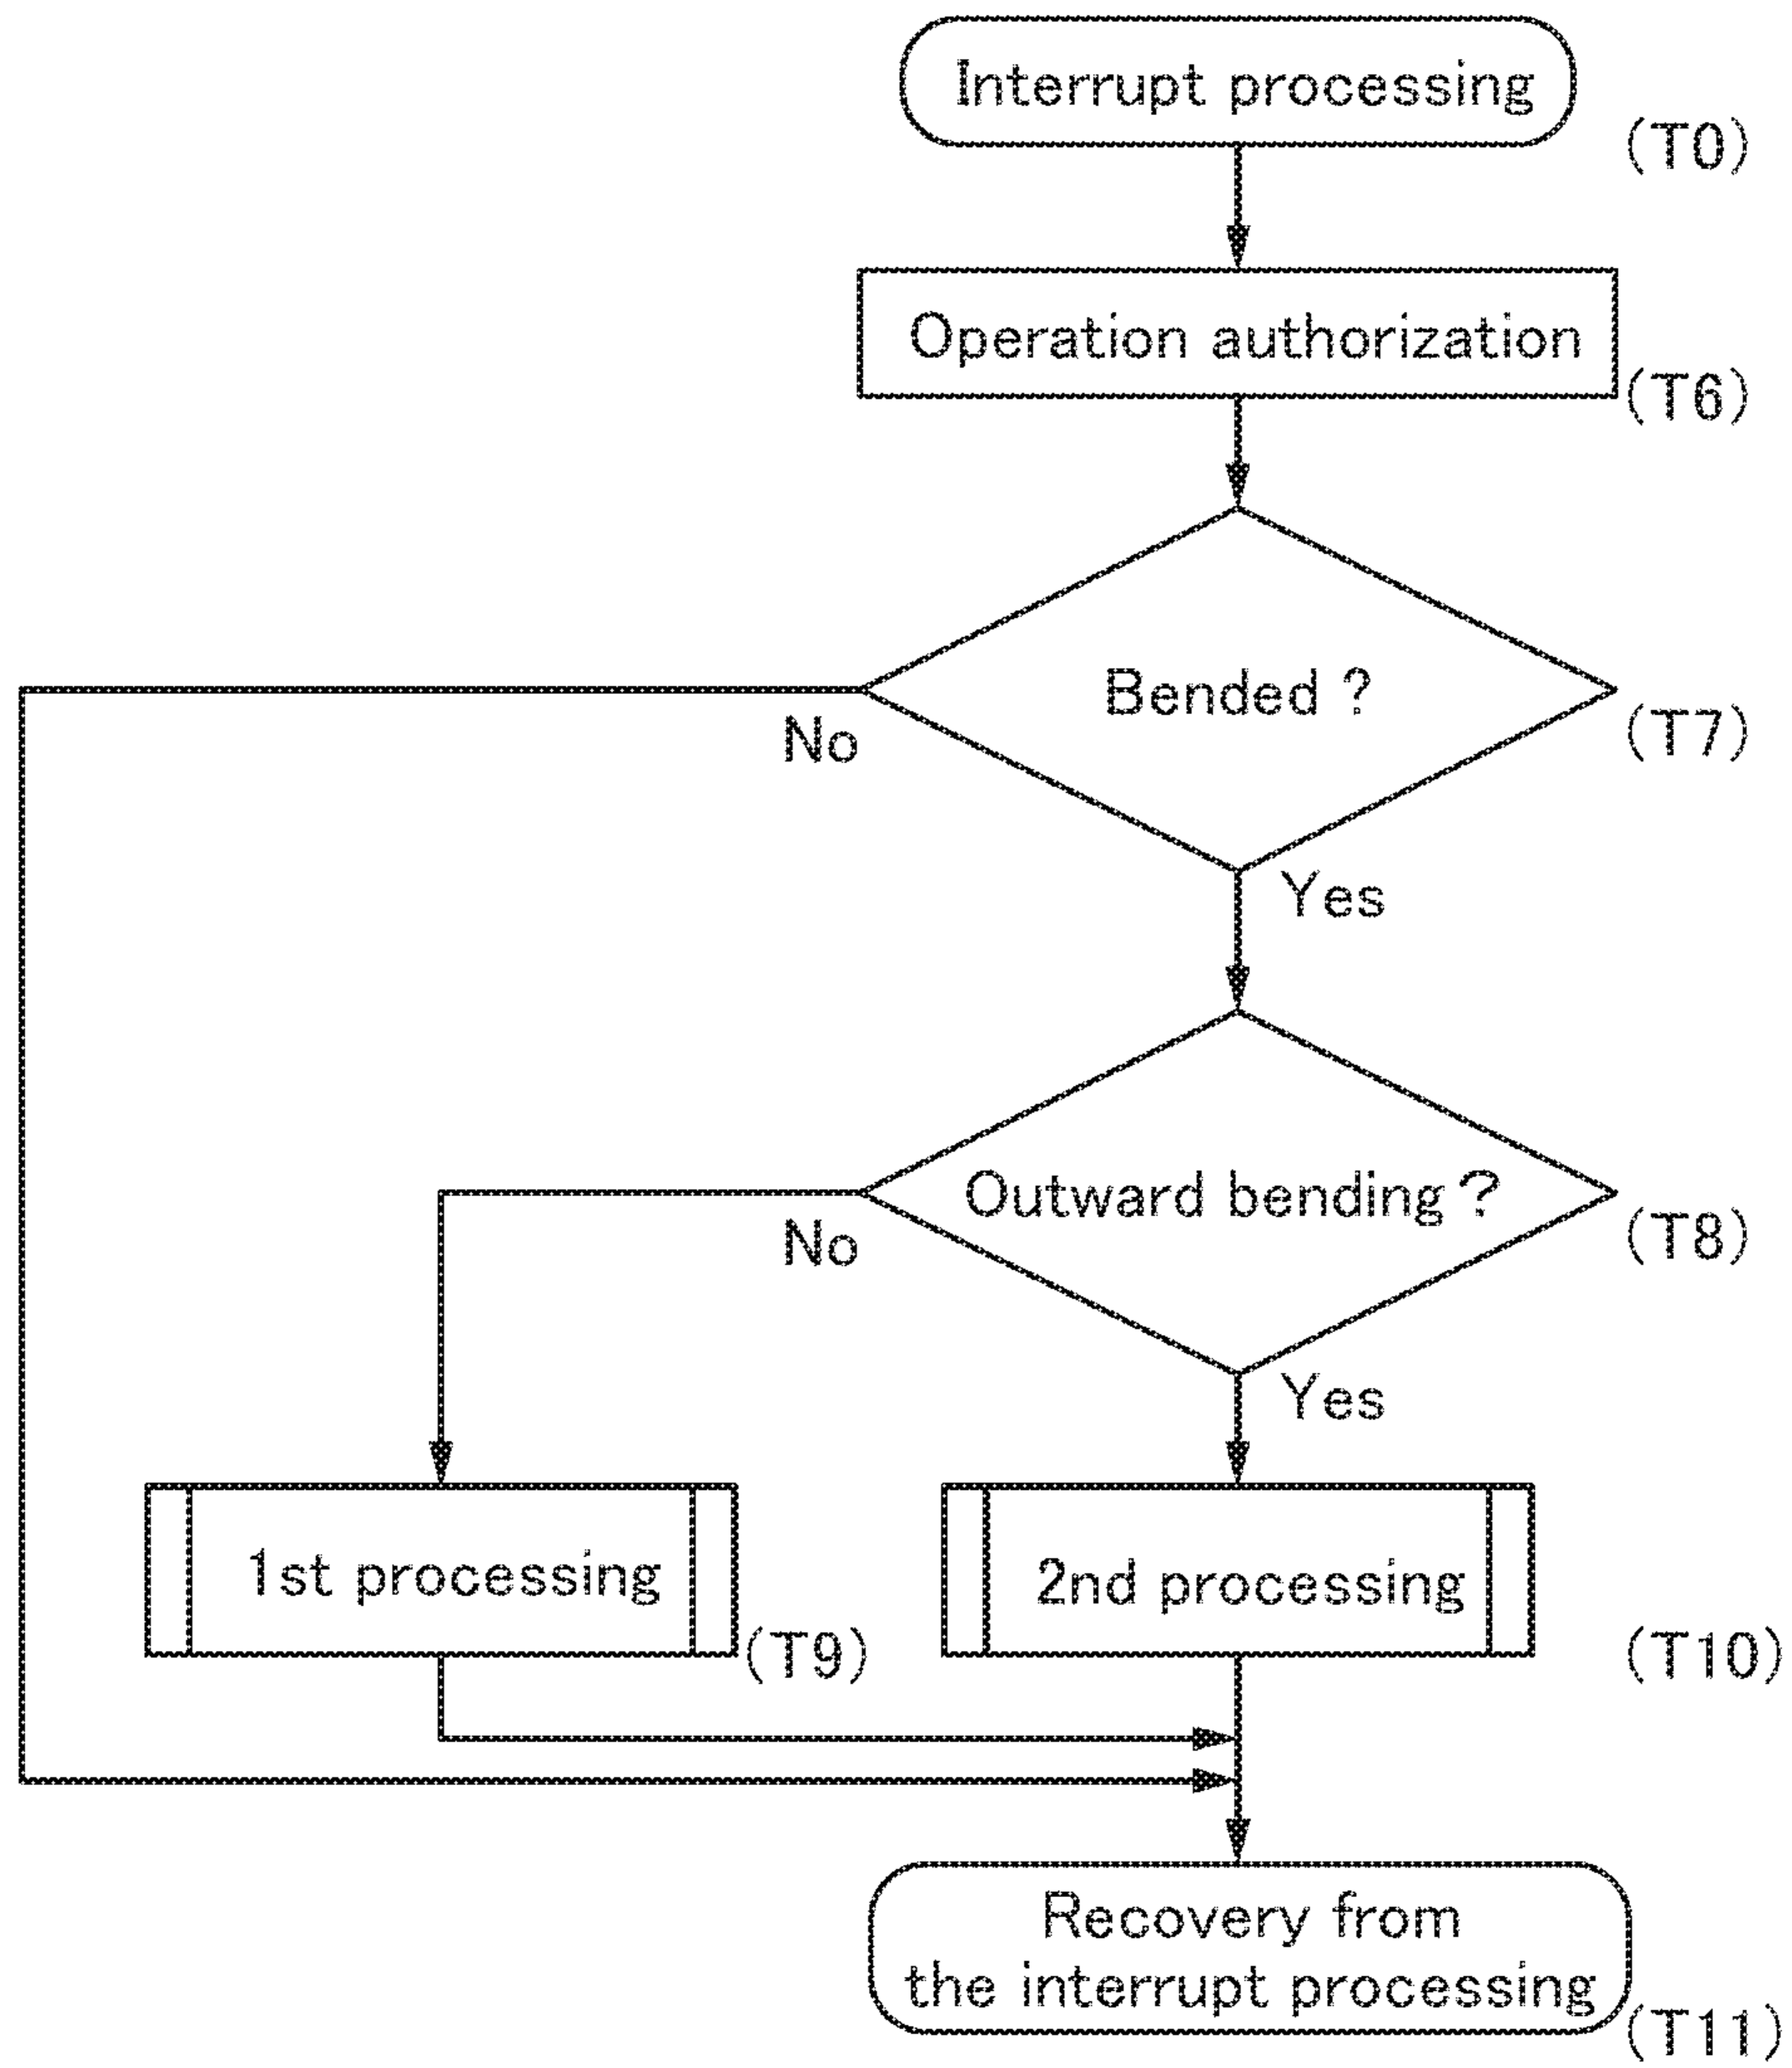 Interrupt processing
(T0)
Operation authorization
(T6)
Bended ?
No
(T7)
Yes
Outward bending ?
No
(T8)
Yes
1st processing
(T9)
2nd processing
(T10)
Recovery from
the interrupt processing
(T11)